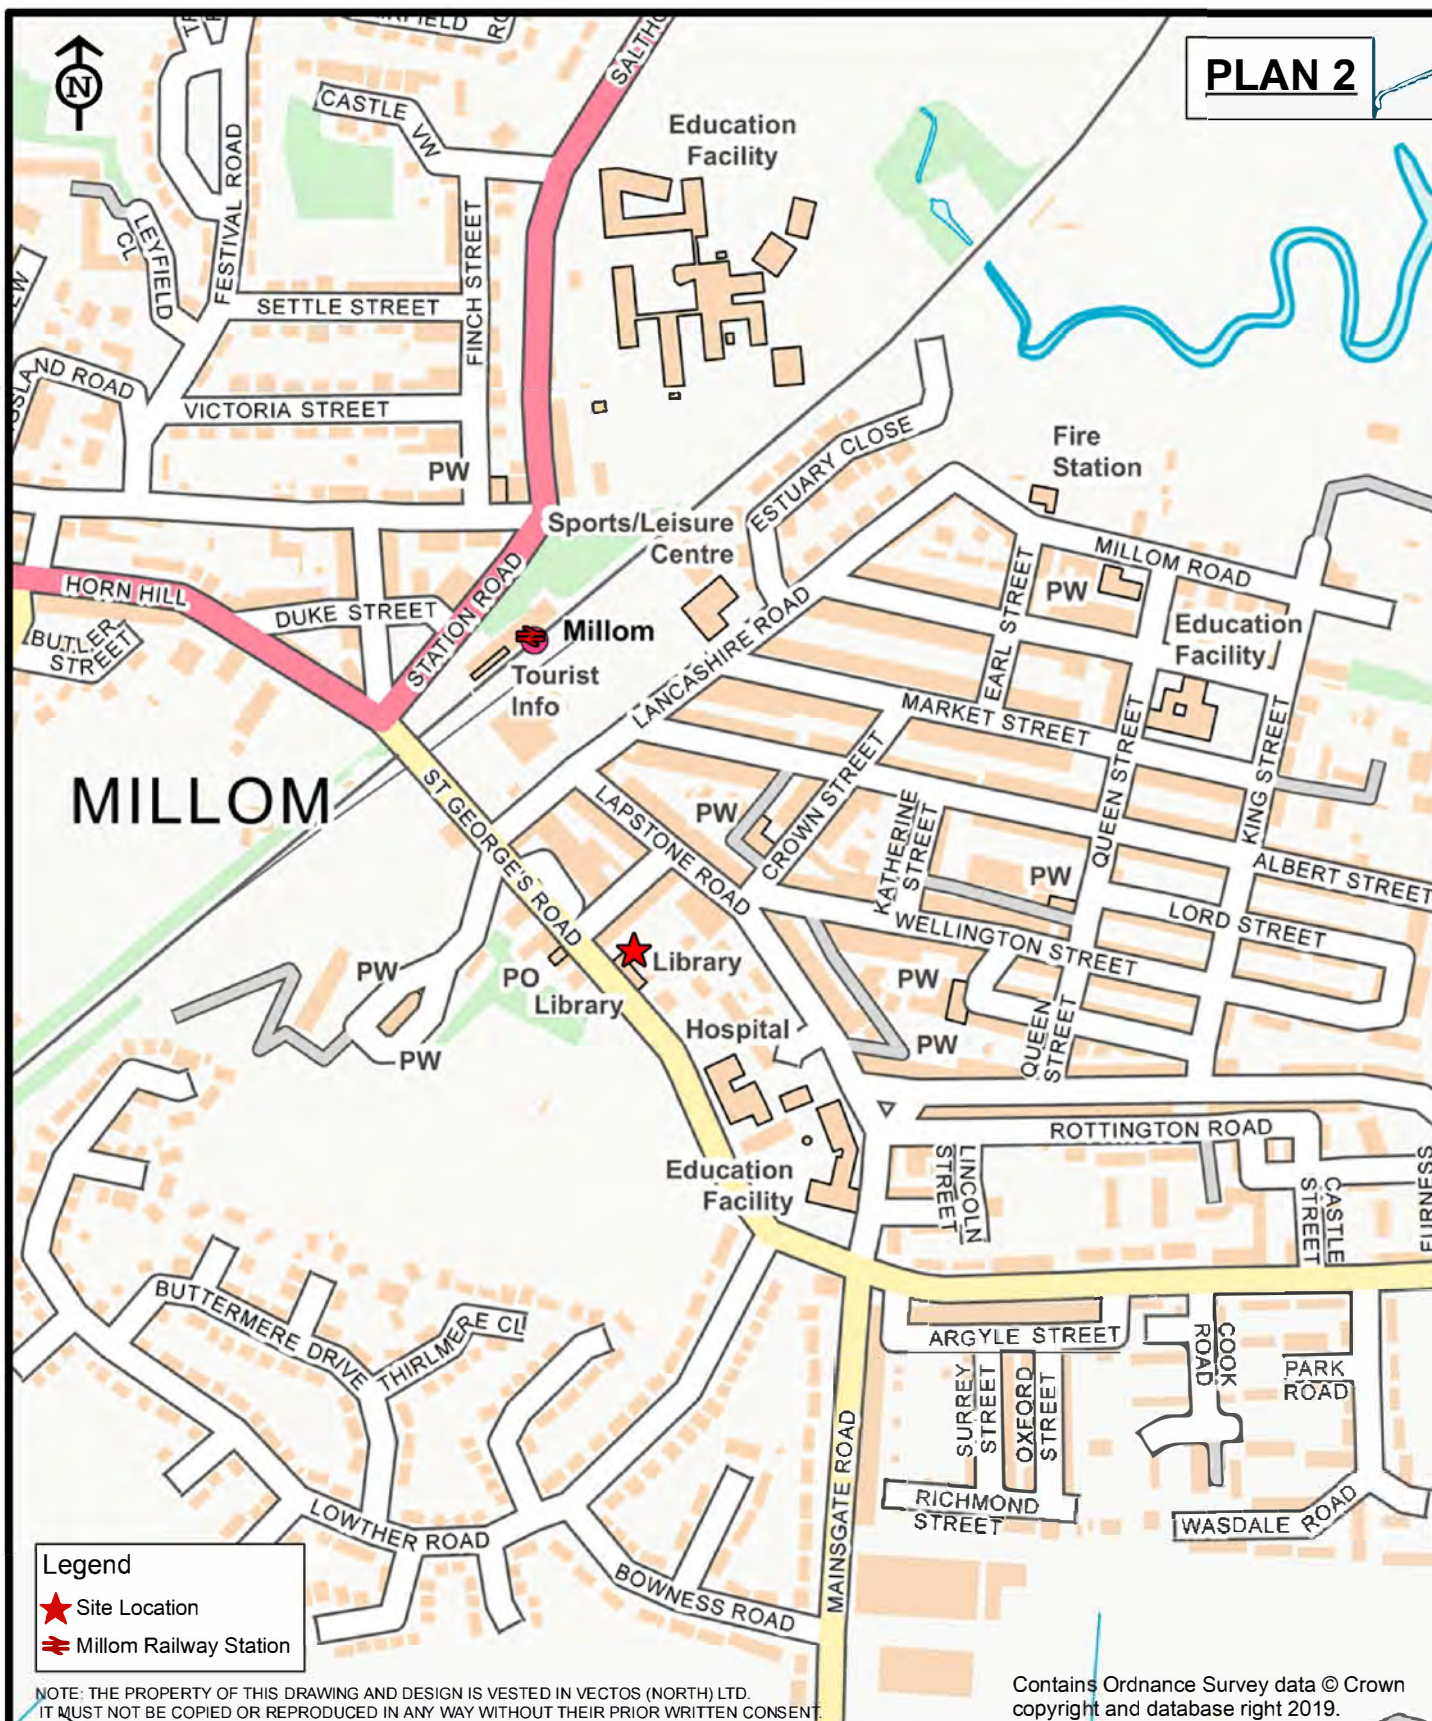 N
PLAN 2
CASTLE VW
Education
Facility
FESTIVAL ROAD
LEYFIELD
CL
FINCH STREET
SETTLE STREET
VICTORIA STREET
ND ROAD
PW
ESTUARY CLOSE
Fire
Station
Sports/Leisure
Centre
MILLOM ROAD
HORN HILL
DUKE STREET
STATION ROAD
BUTLER
STREET
Millom
Tourist
Info
LANCASHIRE ROAD
EARL STREET
PW
Education
Facility
MARKET STREET
QUEEN STREET
KING STREET
MILLOM
ST GEORGE'S ROAD
LAPSTONE ROAD
PW
CROWN STREET
KATHERINE
STREET
PW
ALBERT STREET
LORD STREET
WELLINGTON STREET
PW
PO
Library
Library
PW
Hospital
PW
PW
QUEEN
STREET
ROTTINGTON ROAD
Education
Facility
LINCOLN
STREET
CASTLE
STREET
FURNESS
BUTTERMERE DRIVE
THIRLMERE CL
ARGYLE STREET
COOK
ROAD
PARK
ROAD
SURREY
STREET
OXFORD
STREET
MAINSGATE ROAD
RICHMOND
STREET
WASDALE ROAD
LOWTHER ROAD
BOWNESS ROAD
Legend
Site Location
Millom Railway Station
NOTE: THE PROPERTY OF THIS DRAWING AND DESIGN IS VESTED IN VECTOS (NORTH) LTD.
IT MUST NOT BE COPIED OR REPRODUCED IN ANY WAY WITHOUT THEIR PRIOR WRITTEN CONSENT.
Contains Ordnance Survey data © Crown
copyright and database right 2019.